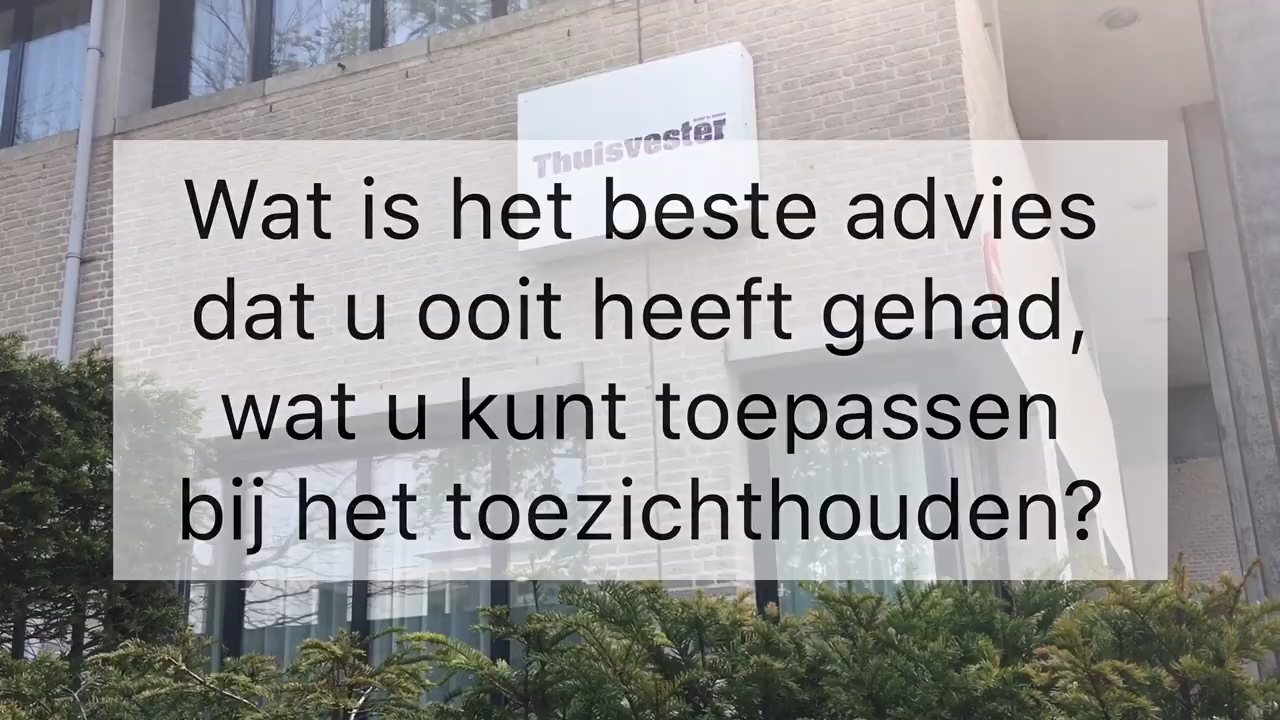 Thuisvester
Wat is het beste advies
dat u ooit heeft gehad,
wat u kunt toepassen
bij het toezichthouden?